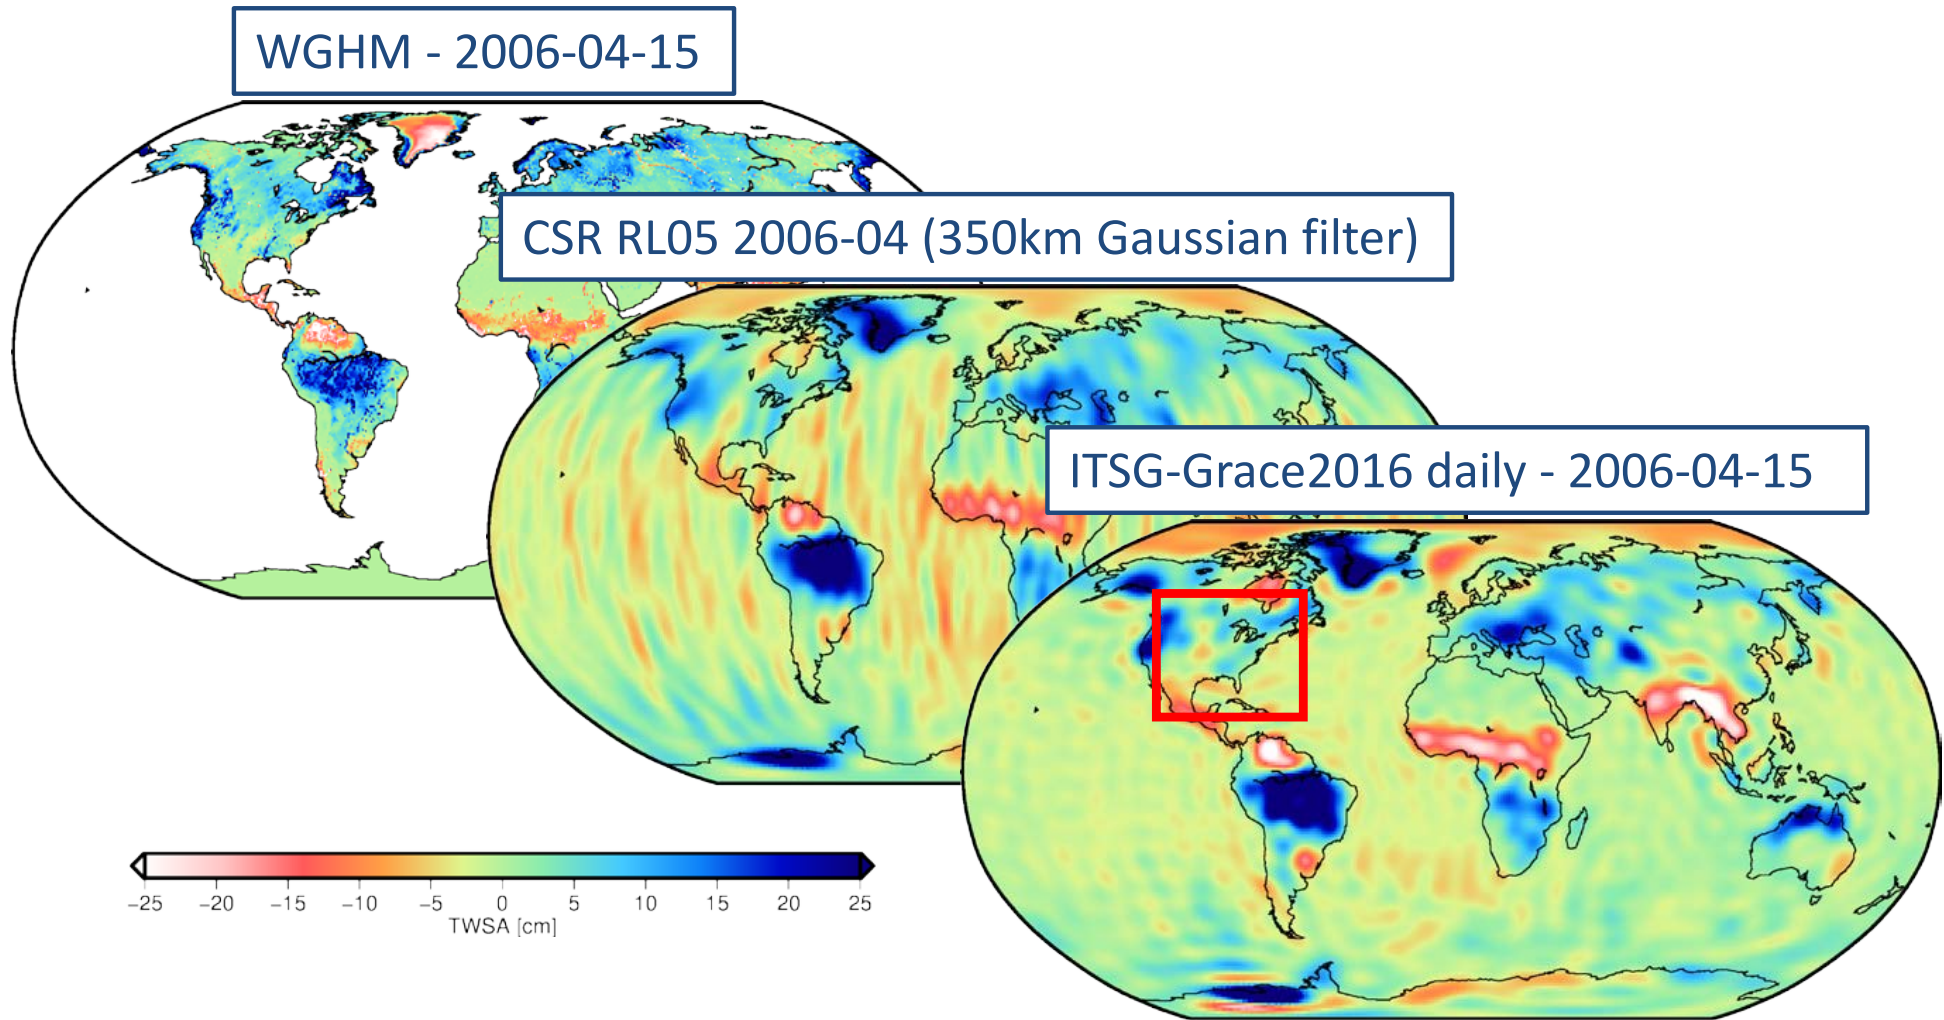 WGHM - 2006-04-15
CSR RL05 2006-04 (350km Gaussian filter)
ITSG-Grace2016 daily - 2006-04-15
−25 −20 −15 −10 −5 0 5 10 15 20 25
TWSA [cm]